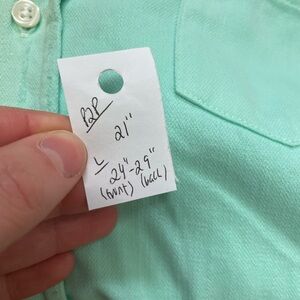 P2P
21"
L
24"-29"
(front) (back)